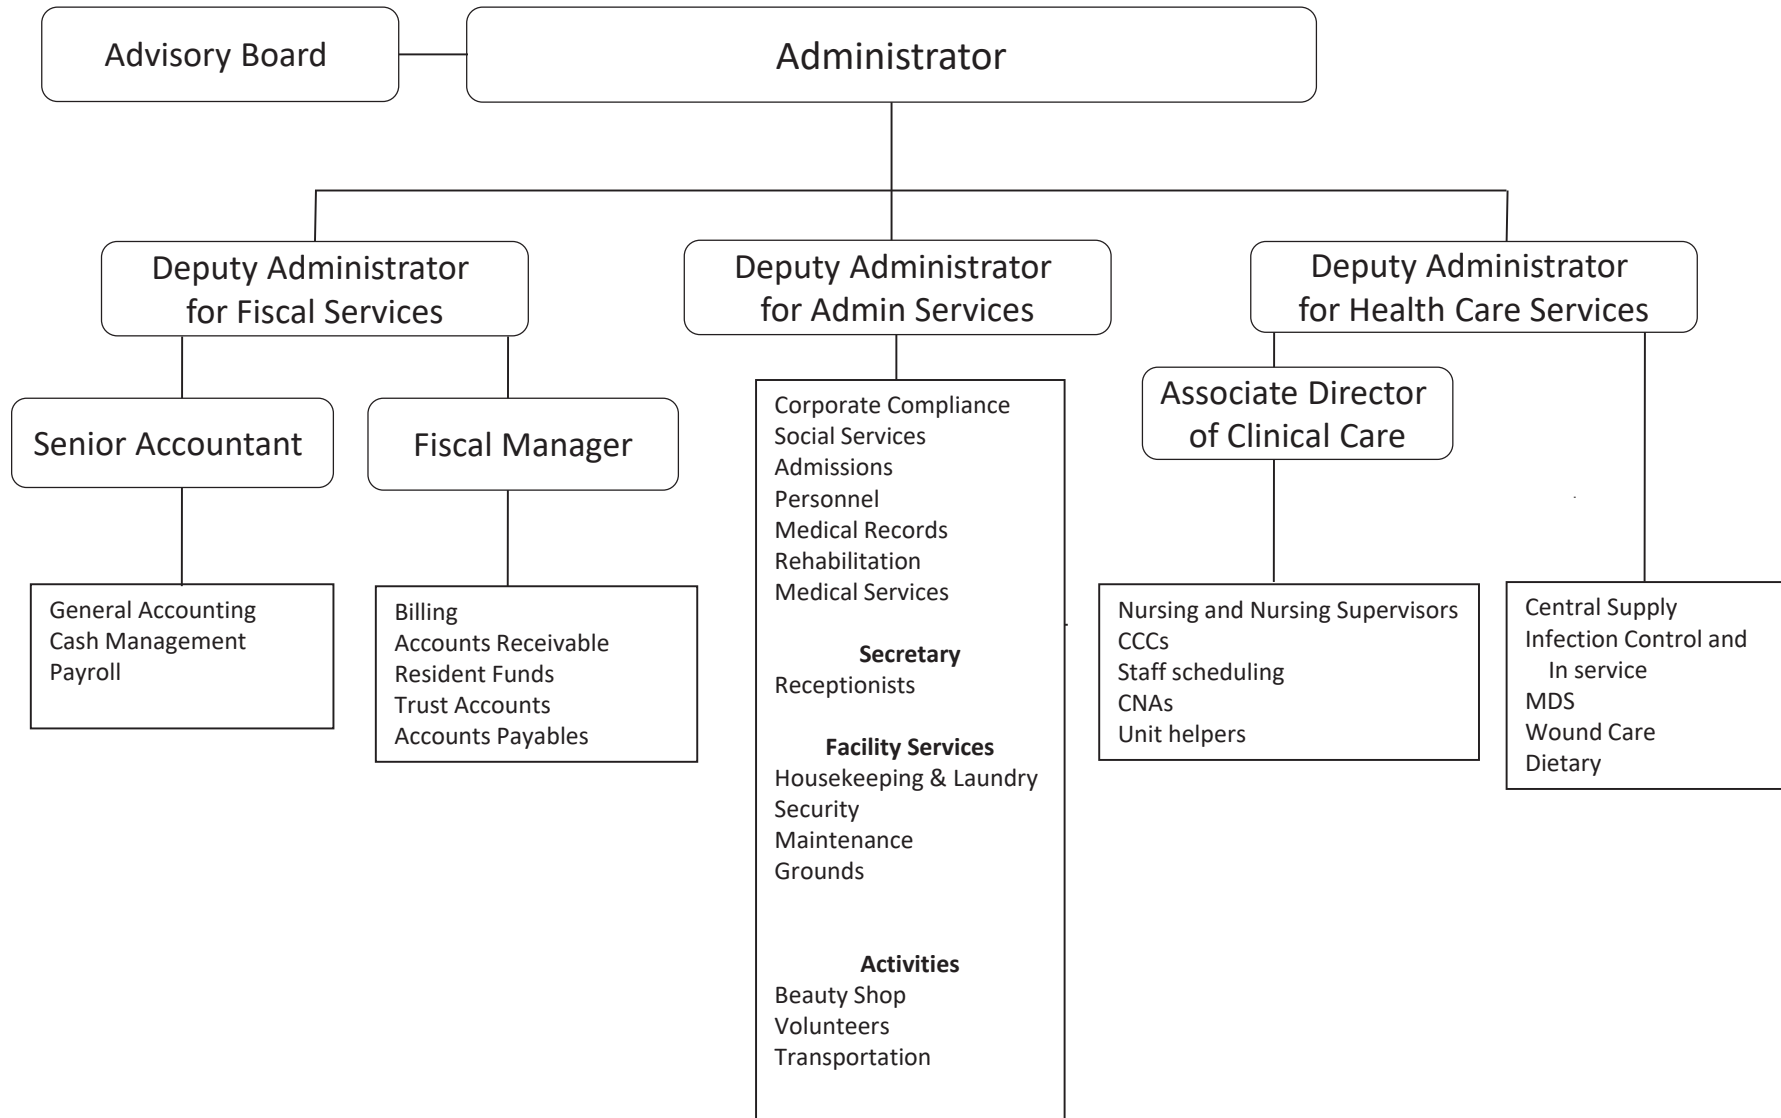 Advisory Board
Administrator
Deputy Administrator
for Fiscal Services
Deputy Administrator
for Admin Services
Deputy Administrator
for Health Care Services
Senior Accountant
Fiscal Manager
Associate Director
of Clinical Care
General Accounting
Cash Management
Payroll
Billing
Accounts Receivable
Resident Funds
Trust Accounts
Accounts Payables
Corporate Compliance
Social Services
Admissions
Personnel
Medical Records
Rehabilitation
Medical Services
Secretary
Receptionists
Facility Services
Housekeeping & Laundry
Security
Maintenance
Grounds
Activities
Beauty Shop
Volunteers
Transportation
Nursing and Nursing Supervisors
CCCs
Staff scheduling
CNAs
Unit helpers
Central Supply
Infection Control and
In service
MDS
Wound Care
Dietary